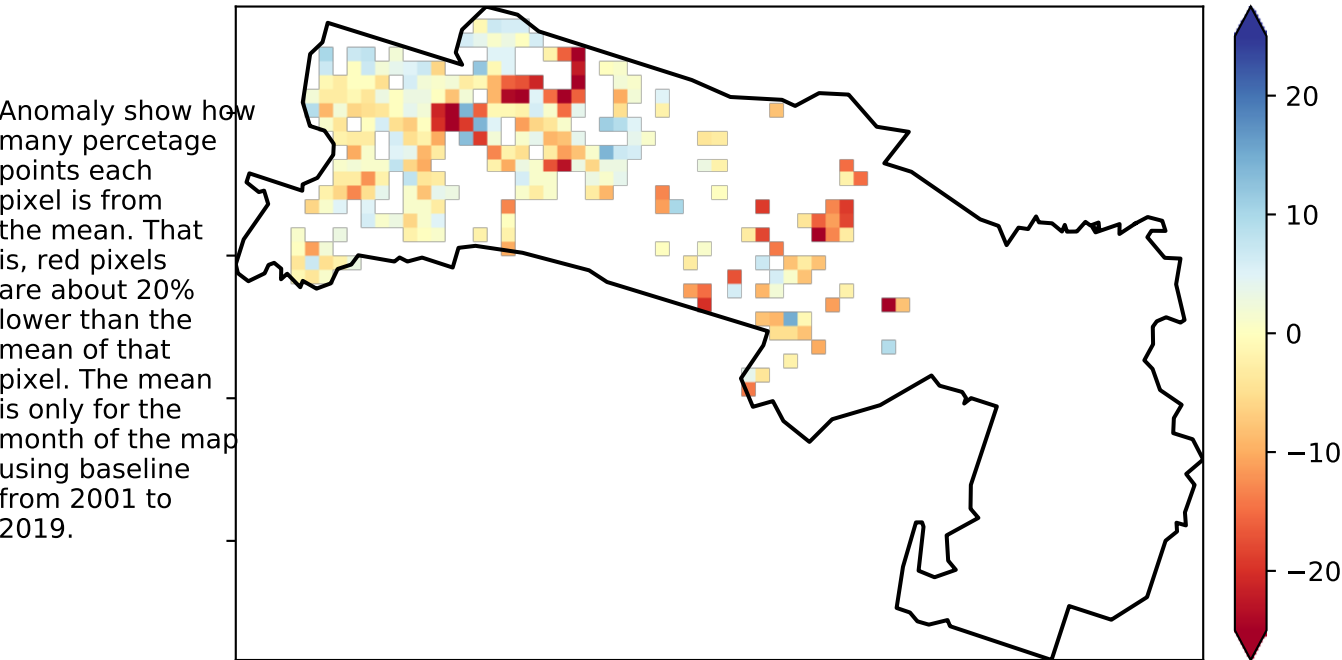 Anomaly show how
many percetage
points each
pixel is from
the mean. That
is, red pixels
are about 20%
lower than the
mean of that
pixel. The mean
is only for the
month of the map
using baseline
from 2001 to
2019.
20
10
0
−10
−20